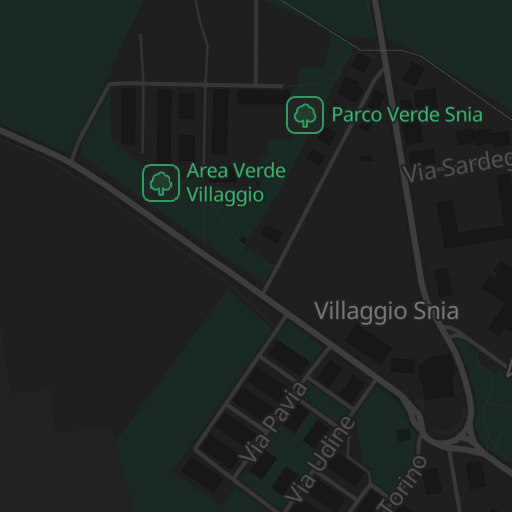 Parco Verde Snia
Via Sardeg
Area Verde
Villaggio
Villaggio Snia
Via Pavia
Via Udine
Torino